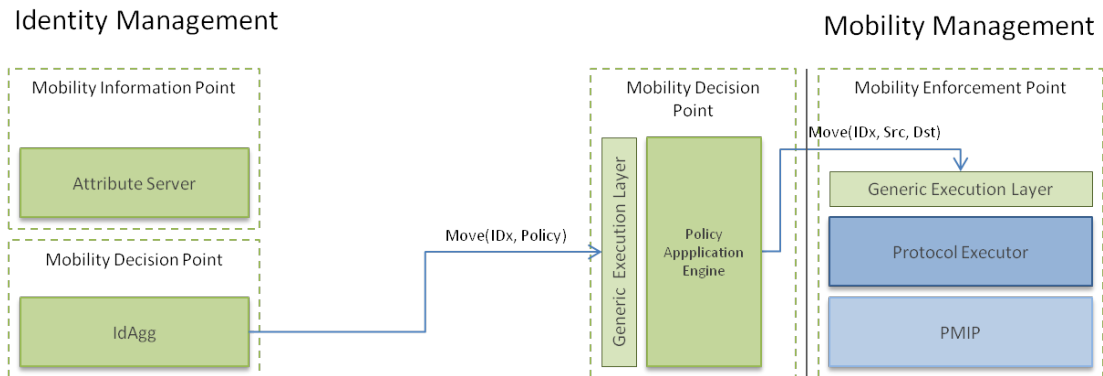 Identity Management
Mobility Management
Mobility Information Point
Attribute Server
Mobility Decision Point
IdAgg
Move(IDx, Policy)
Mobility Decision
Point
Generic Execution Layer
Policy
Appplication
Engine
Move(IDx, Src, Dst)
Mobility Enforcement Point
Generic Execution Layer
Protocol Executor
PMIP